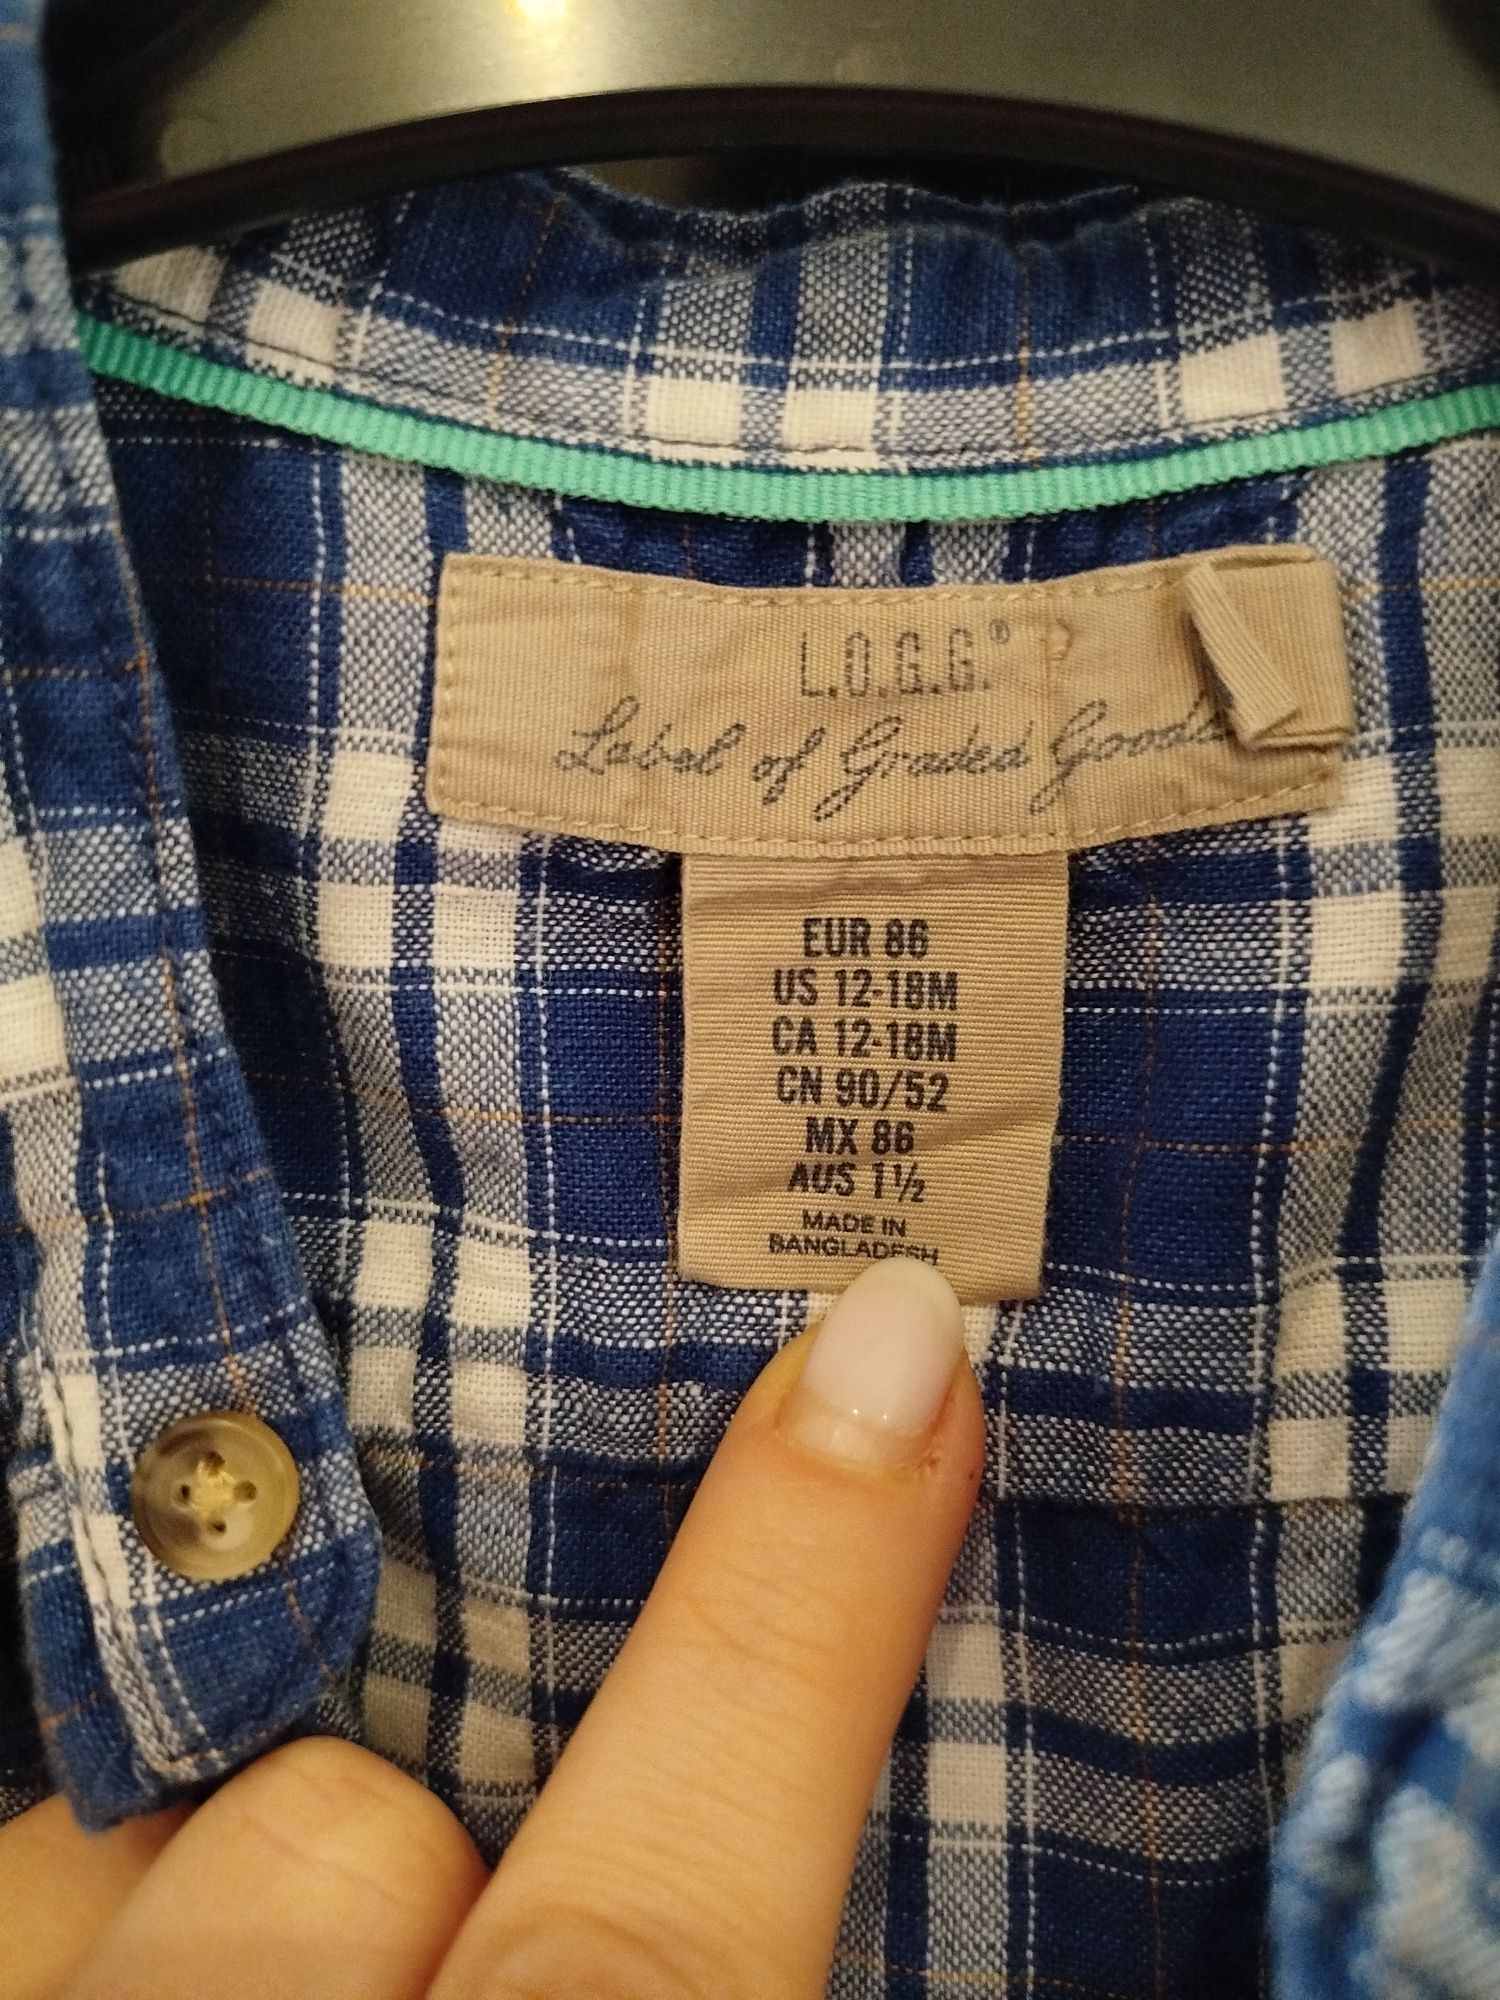 L.O.G.G.®
Label of Graded Goods
EUR 86
US 12-18M
CA 12-18M
CN 90/52
MX 86
AUS 1½
MADE IN
BANGLADESH